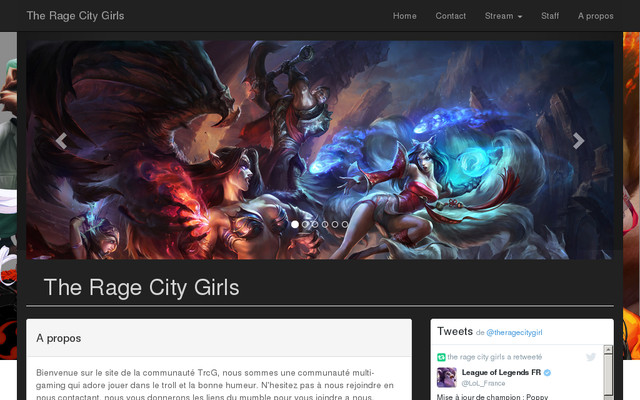 The Rage City Girls
Home Contact Stream Staff A propos
The Rage City Girls
A propos
Bienvenue sur le site de la communauté TrcG, nous sommes une communauté multi-
gaming qui adore jouer dans le troll et la bonne humeur. N'hesitez pas à nous rejoindre en
nous contactant, nous vous donnerons les liens du mumble pour vous joindre a nous.
Tweets de @theragecitygirl
the rage city girls a retweeté
League of Legends FR
@LoL_France
Mise à jour de champion : Poppy